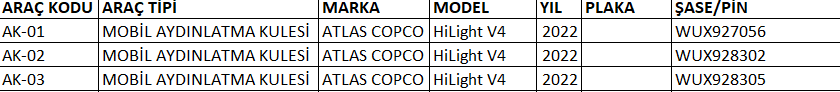 ARAÇ KODU ARAÇ TİPİ MARKA MODEL YIL PLAKA ŞASE/PİN
AK-01 MOBİL AYDINLATMA KULESİ ATLAS COPCO HiLight V4 2022 WUX927056
AK-02 MOBİL AYDINLATMA KULESİ ATLAS COPCO HiLight V4 2022 WUX928302
AK-03 MOBİL AYDINLATMA KULESİ ATLAS COPCO HiLight V4 2022 WUX928305